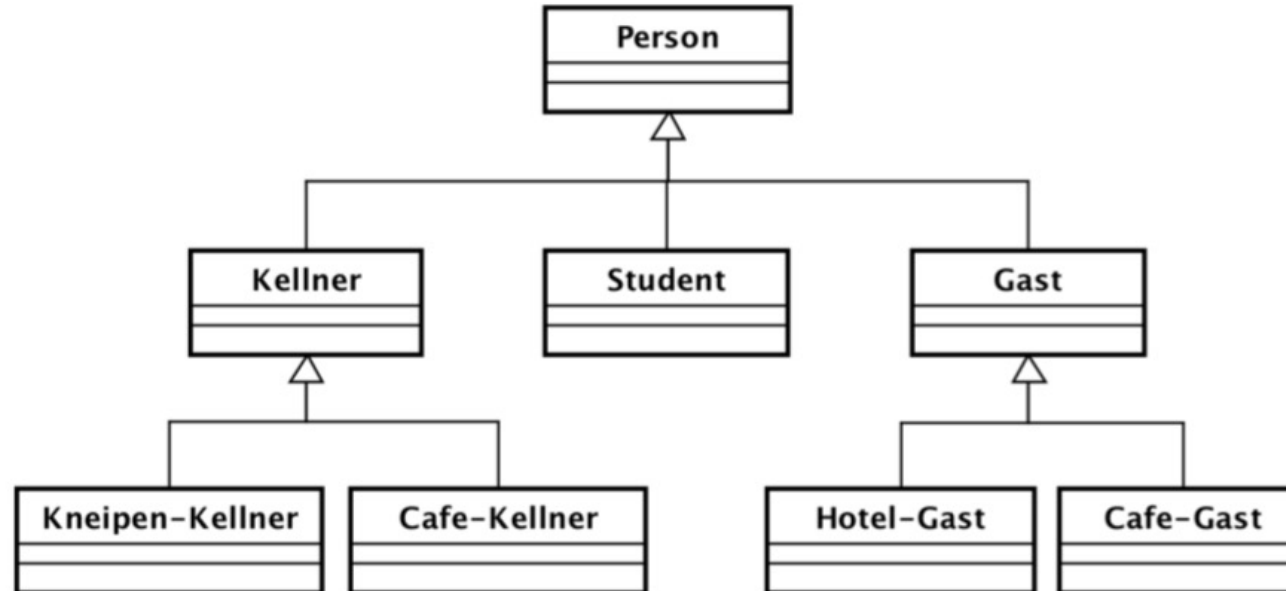 Person
Kellner
Student
Gast
Kneipen-Kellner
Cafe-Kellner
Hotel-Gast
Cafe-Gast